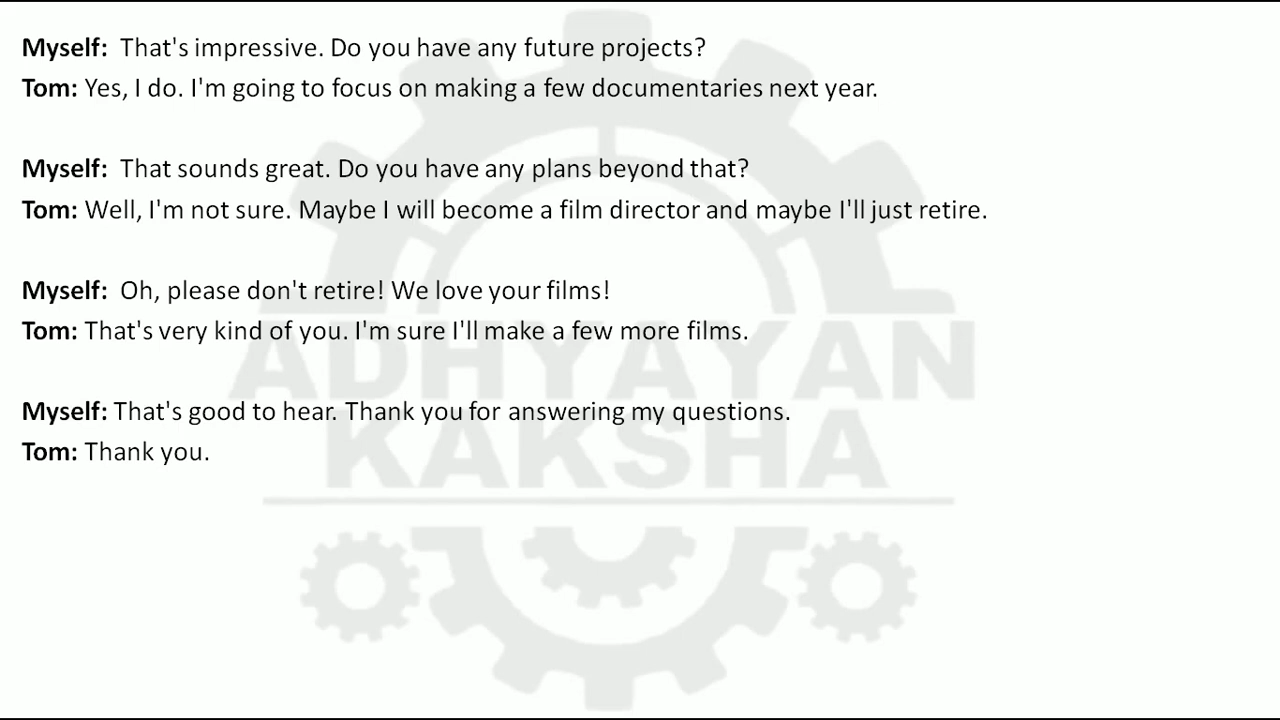 Myself: That's impressive. Do you have any future projects?
Tom: Yes, I do. I'm going to focus on making a few documentaries next year.
Myself: That sounds great. Do you have any plans beyond that?
Tom: Well, I'm not sure. Maybe I will become a film director and maybe I'll just retire.
Myself: Oh, please don't retire! We love your films!
Tom: That's very kind of you. I'm sure I'll make a few more films.
Myself: That's good to hear. Thank you for answering my questions.
Tom: Thank you.
ADHYAYAN
KAKSHA